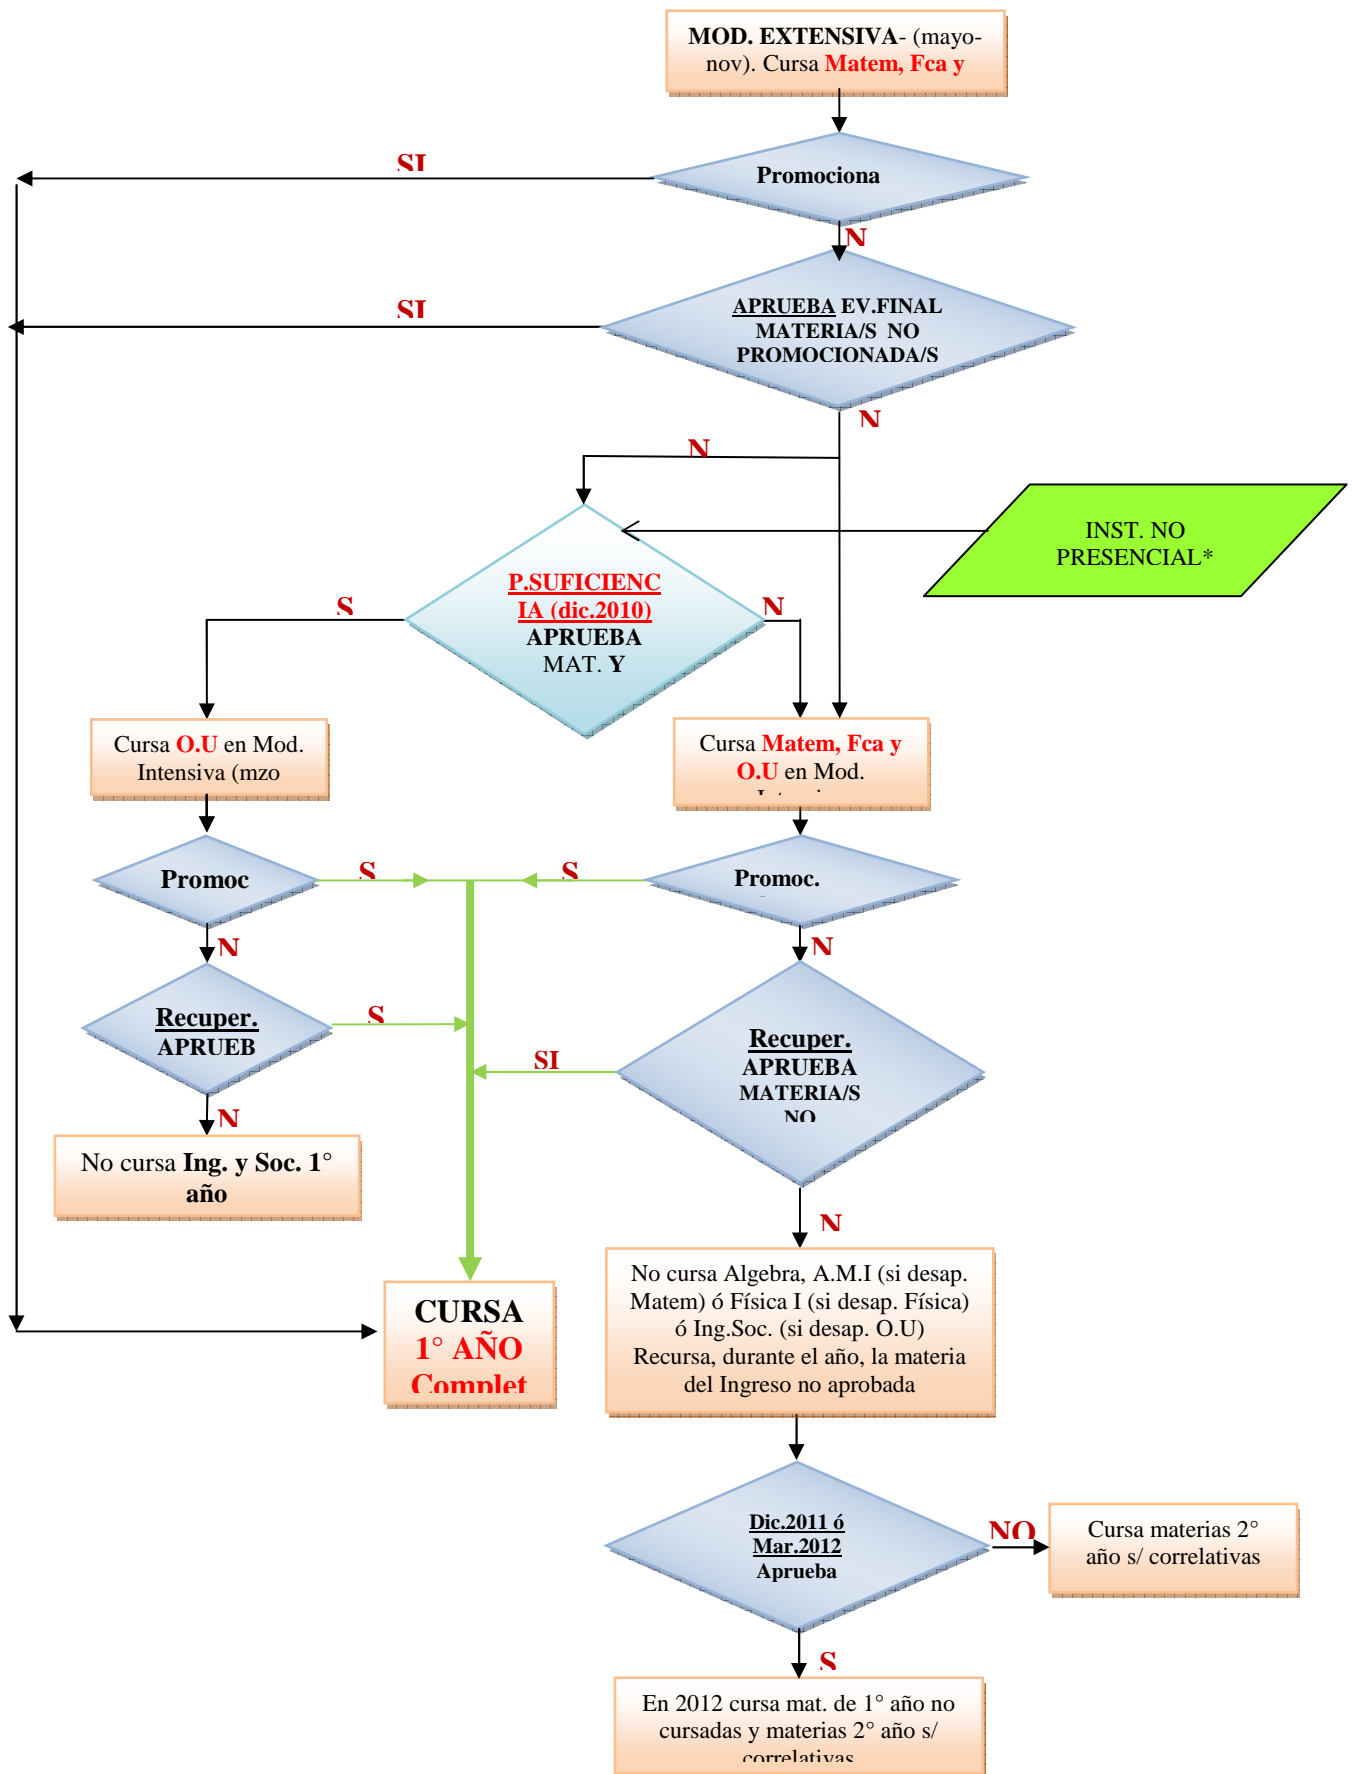 MOD. EXTENSIVA- (mayo-
nov). Cursa Matem, Fca y
SI
Promociona
N
SI
APRUEBA EV.FINAL
MATERIA/S NO
PROMOCIONADA/S
N
N
INST. NO
PRESENCIAL*
P.SUFICIENC
IA (dic.2010)
APRUEBA
MAT. Y
S
N
Cursa O.U en Mod.
Intensiva (mzo
Cursa Matem, Fca y
O.U en Mod.
Promoc
S
S
Promoc.
N
N
Recuper.
APRUEB
S
Recuper.
APRUEBA
MATERIA/S
NO
SI
N
No cursa Ing. y Soc. 1°
año
N
No cursa Algebra, A.M.I (si desap.
Matem) ó Física I (si desap. Física)
ó Ing.Soc. (si desap. O.U)
Recursa, durante el año, la materia
del Ingreso no aprobada
CURSA
1° AÑO
Complet
Dic.2011 ó
Mar.2012
Aprueba
NO
Cursa materias 2°
año s/ correlativas
S
En 2012 cursa mat. de 1° año no
cursadas y materias 2° año s/
correlativas